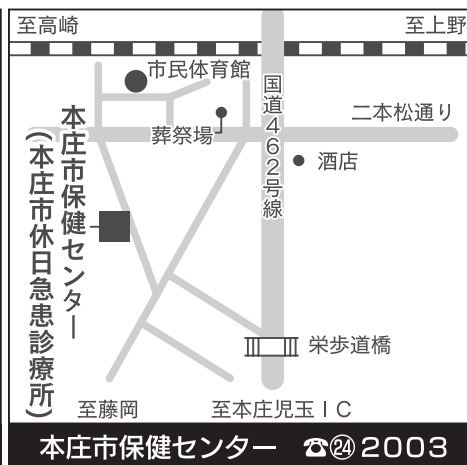 至高崎
至上野
市民体育館
国道462号線
二本松通り
葬祭場
酒店
本庄市保健センター
(本庄市休日急患診療所)
栄歩道橋
至藤岡
至本庄児玉IC
本庄市保健センター ☎㉔2003